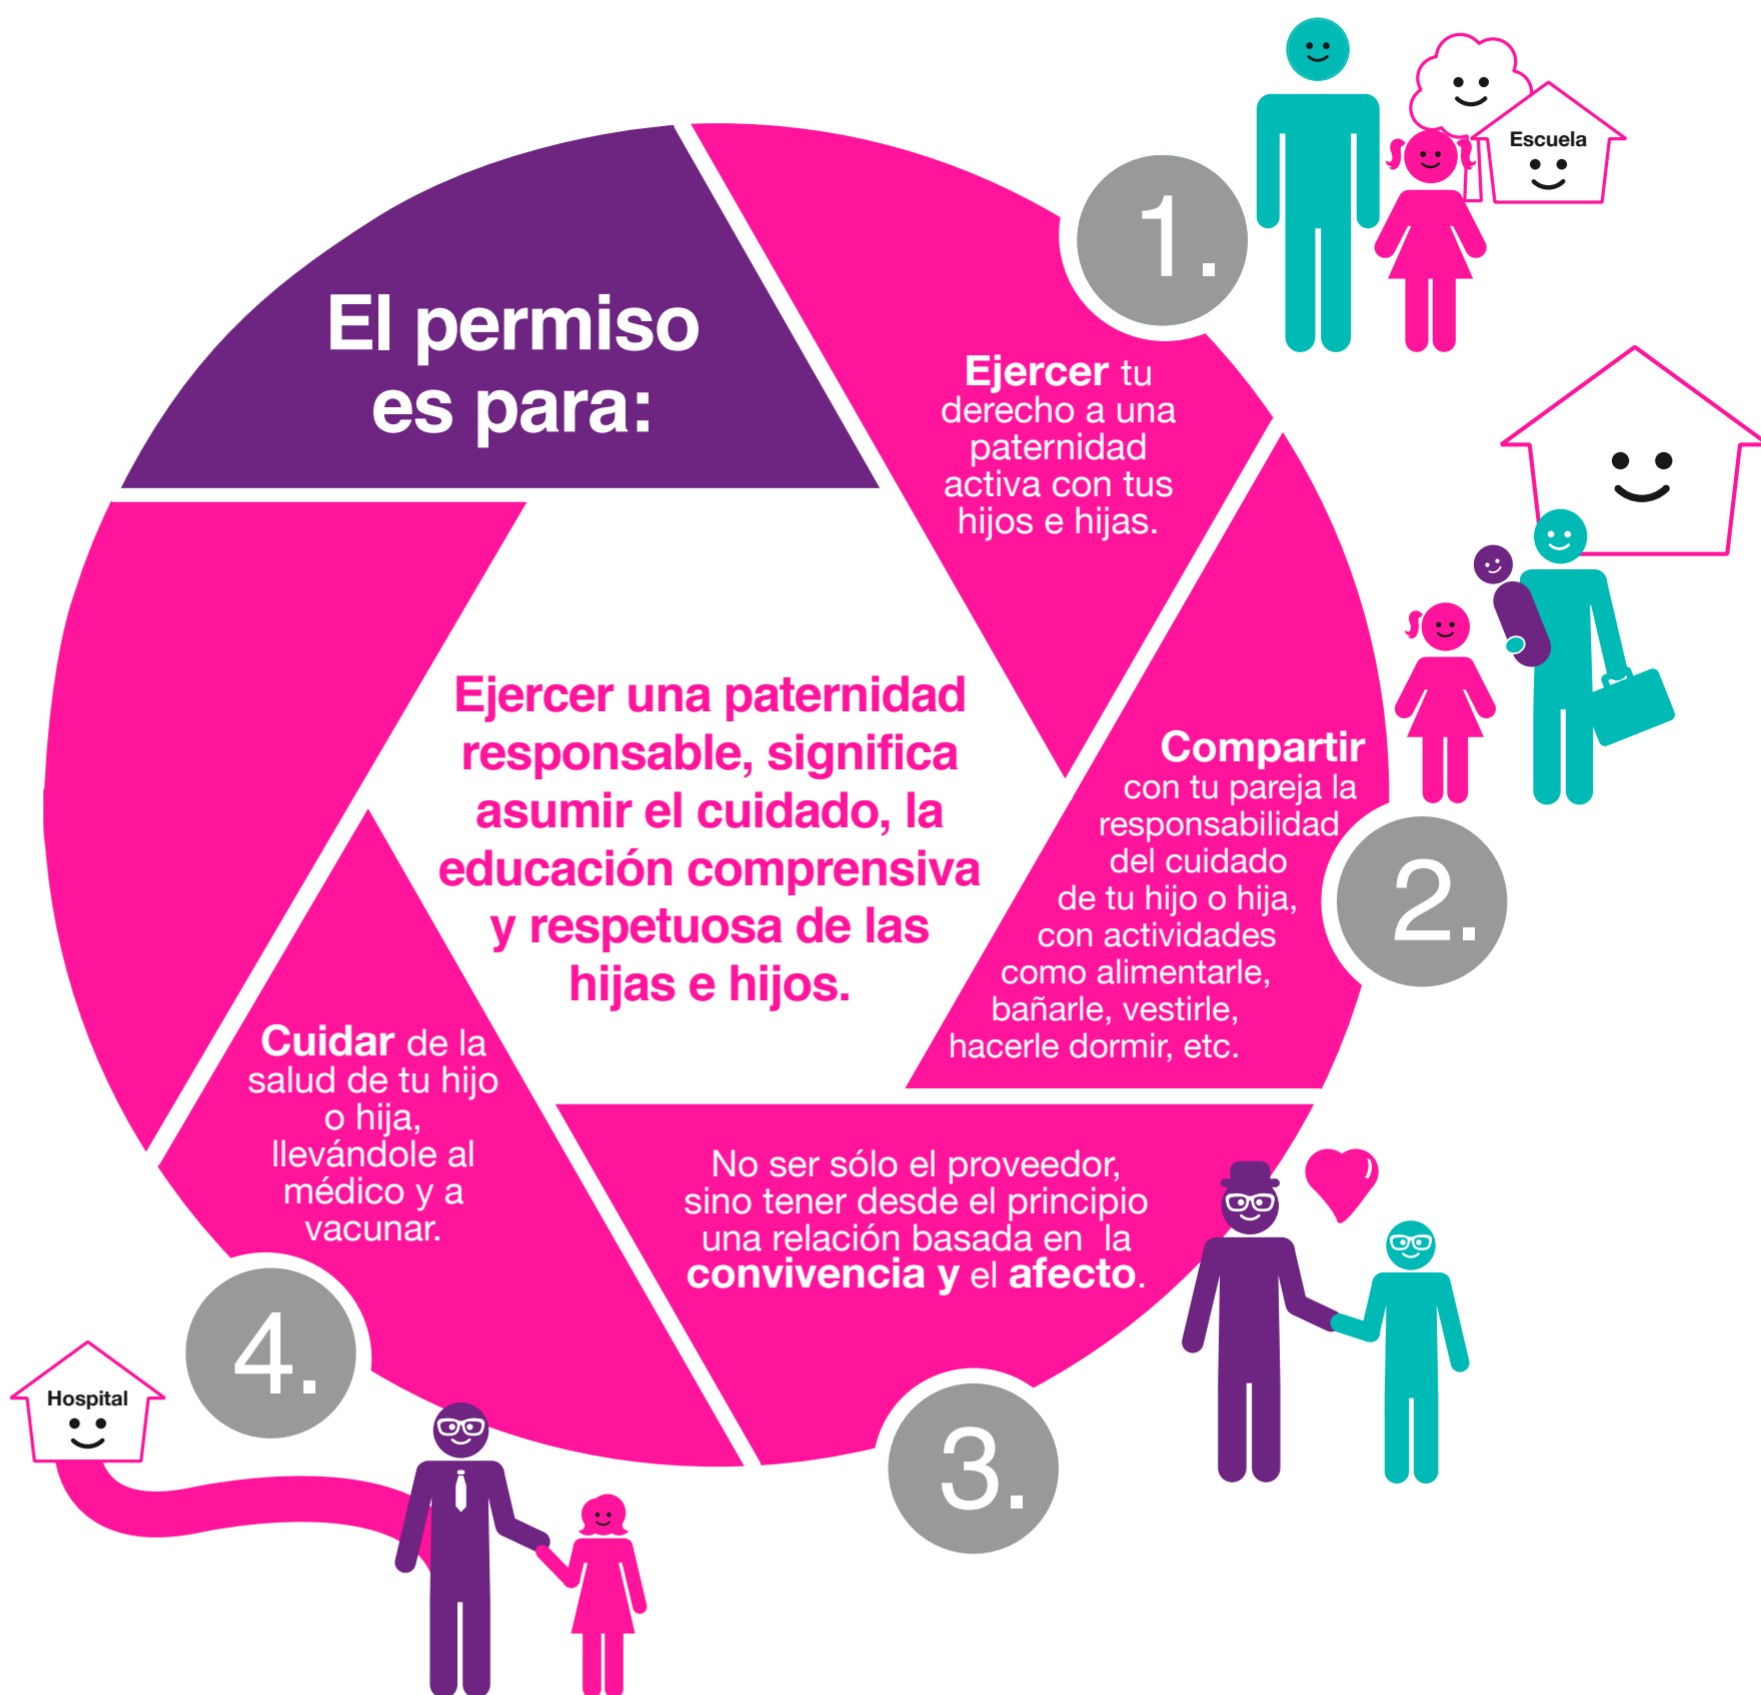 El permiso
es para:
1.
Escuela
Ejercer tu
derecho a una
paternidad
activa con tus
hijos e hijas.
Compartir
con tu pareja la
responsabilidad
del cuidado
de tu hijo o hija,
con actividades
como alimentarle,
bañarle, vestirle,
hacerle dormir, etc.
2.
No ser sólo el proveedor,
sino tener desde el principio
una relación basada en la
convivencia y el afecto.
3.
Cuidar de la
salud de tu hijo
o hija,
llevándole al
médico y a
vacunar.
4.
Hospital
Ejercer una paternidad
responsable, significa
asumir el cuidado, la
educación comprensiva
y respetuosa de las
hijas e hijos.